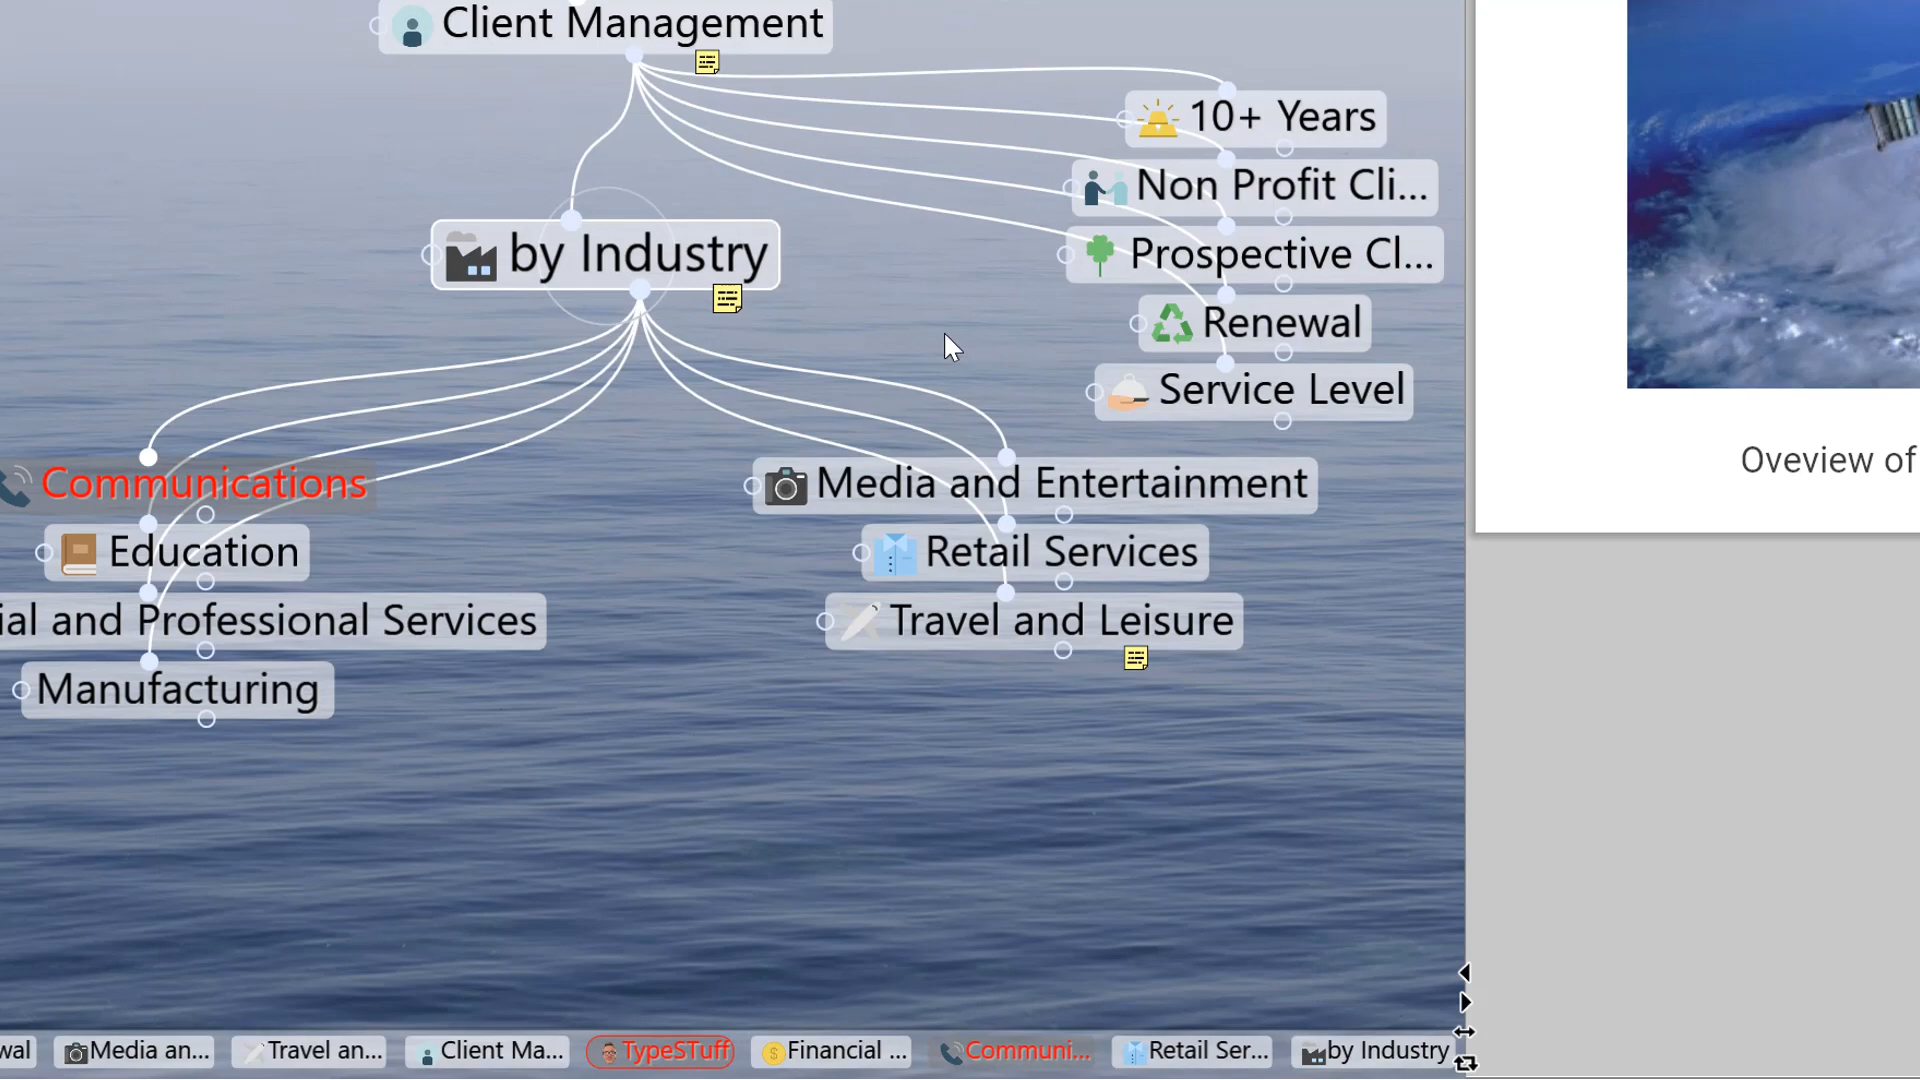 Client Management
10+ Years
Non Profit Cli...
Prospective Cl...
by Industry
Renewal
Service Level
Oveview of
Communications
Media and Entertainment
Education
Retail Services
ial and Professional Services
Travel and Leisure
Manufacturing
wal
Media an...
Travel an...
Client Ma...
TypeSTuff
Financial ...
Communi...
Retail Ser...
by Industry